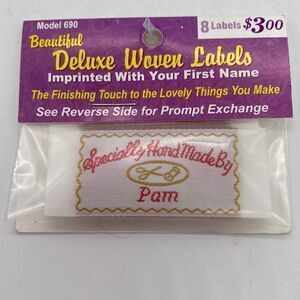 Model 690
8 Labels $3.00
Beautiful
Deluxe Woven Labels
Imprinted With Your First Name
The Finishing Touch to the Lovely Things You Make
See Reverse Side for Prompt Exchange
Specially Hand Made By
Pam